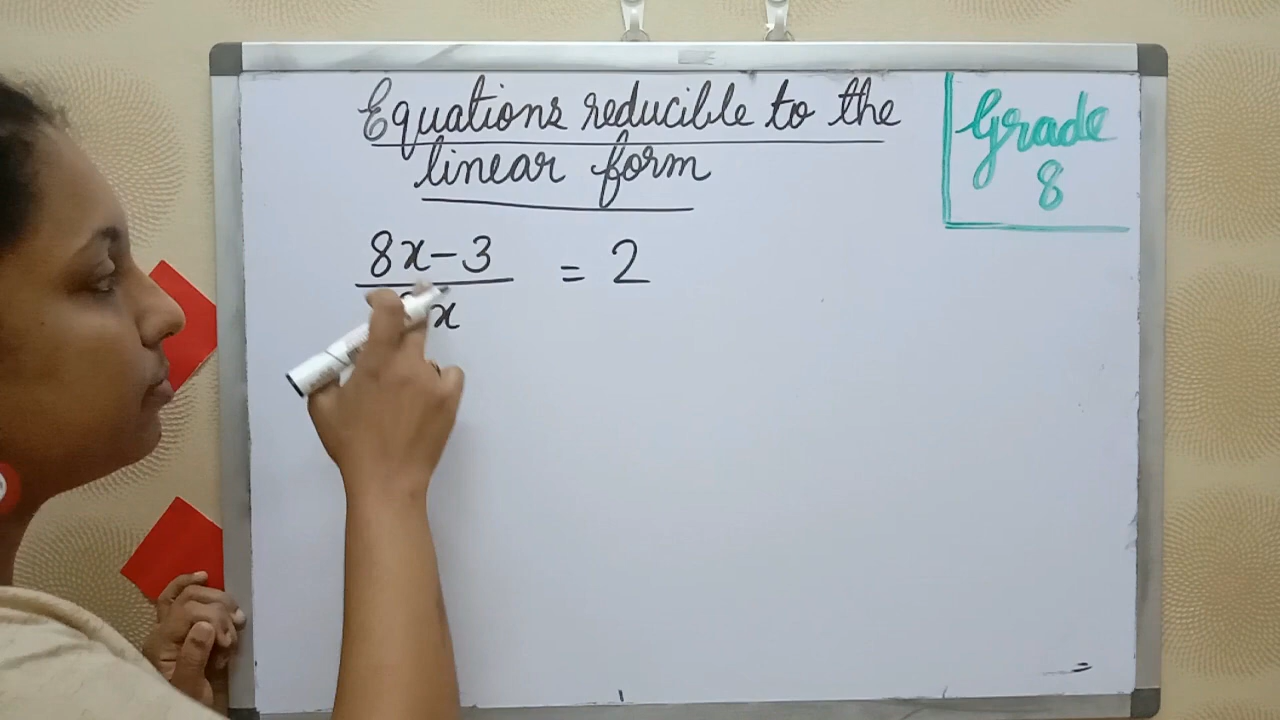 Equations reducible to the
linear form
Grade
8
8x-3
= 2
x